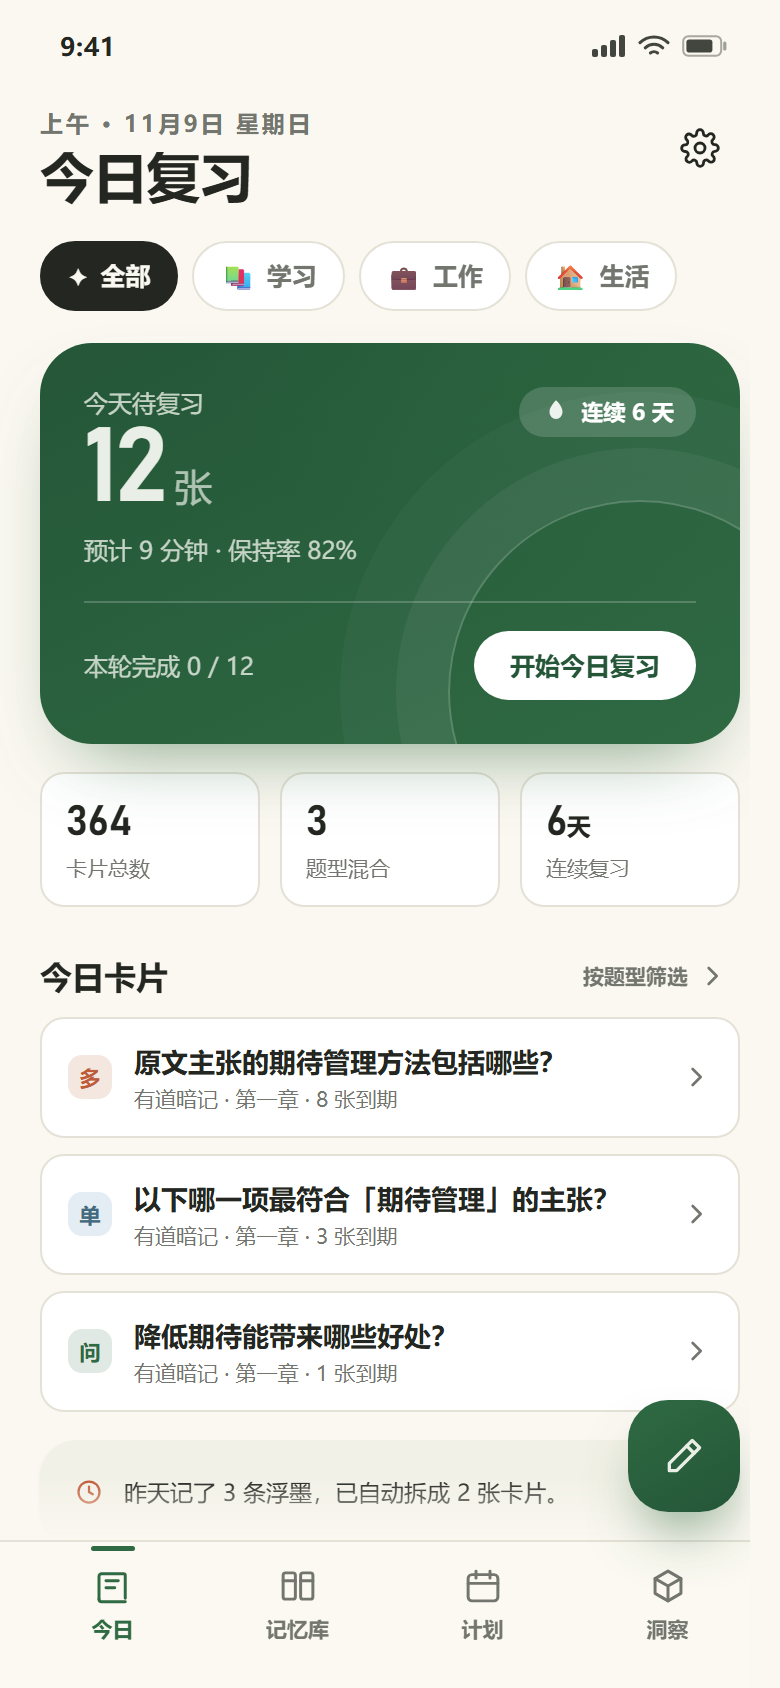 9:41
上午 • 11月9日 星期日
今日复习
✦ 全部
学习
工作
生活
今天待复习
连续 6 天
12 张
预计 9 分钟 · 保持率 82%
本轮完成 0 / 12
开始今日复习
364
卡片总数
3
题型混合
6天
连续复习
今日卡片
按题型筛选
多
原文主张的期待管理方法包括哪些?
有道暗记 · 第一章 · 8 张到期
单
以下哪一项最符合「期待管理」的主张?
有道暗记 · 第一章 · 3 张到期
问
降低期待能带来哪些好处?
有道暗记 · 第一章 · 1 张到期
昨天记了 3 条浮墨，已自动拆成 2 张卡片。
今日
记忆库
计划
洞察